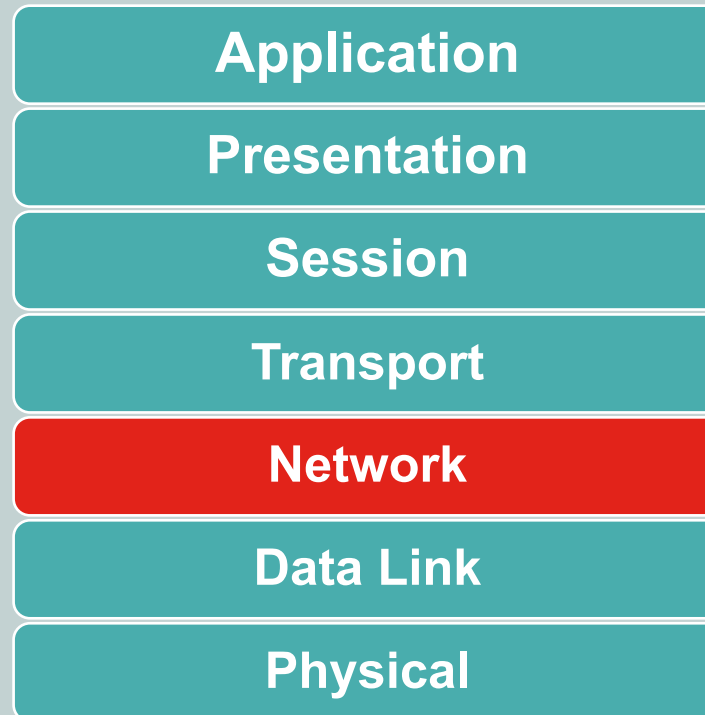 Application
Presentation
Session
Transport
Network
Data Link
Physical